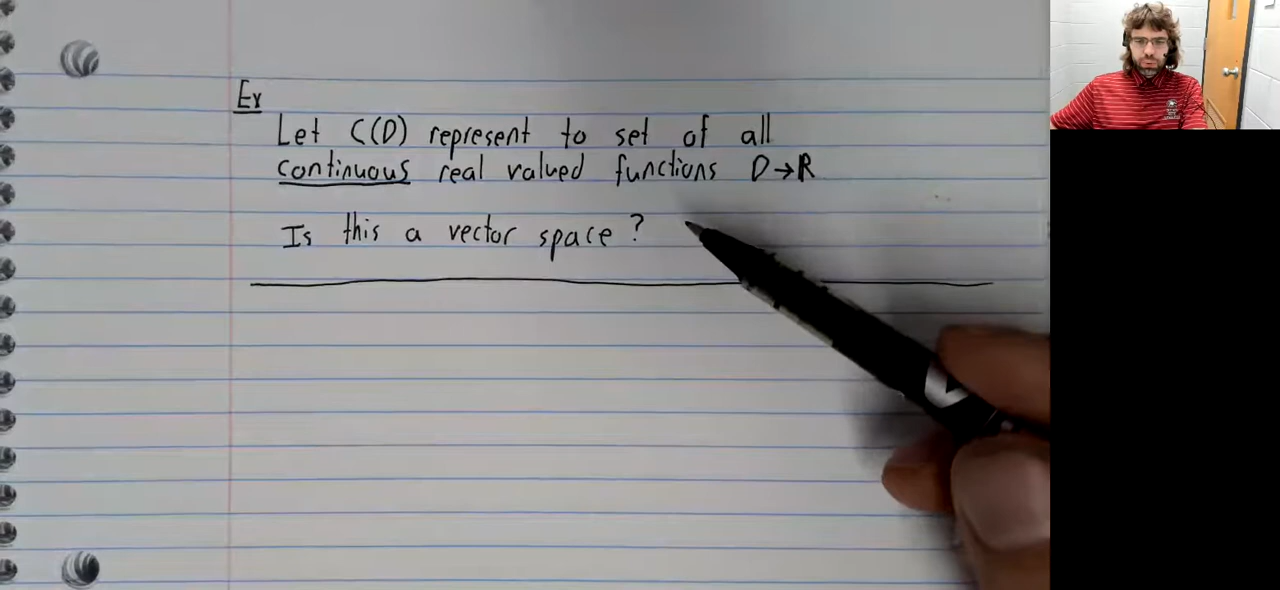 Ex
Let C(D) represent to set of all
continuous real valued functions D→R
Is this a vector space?